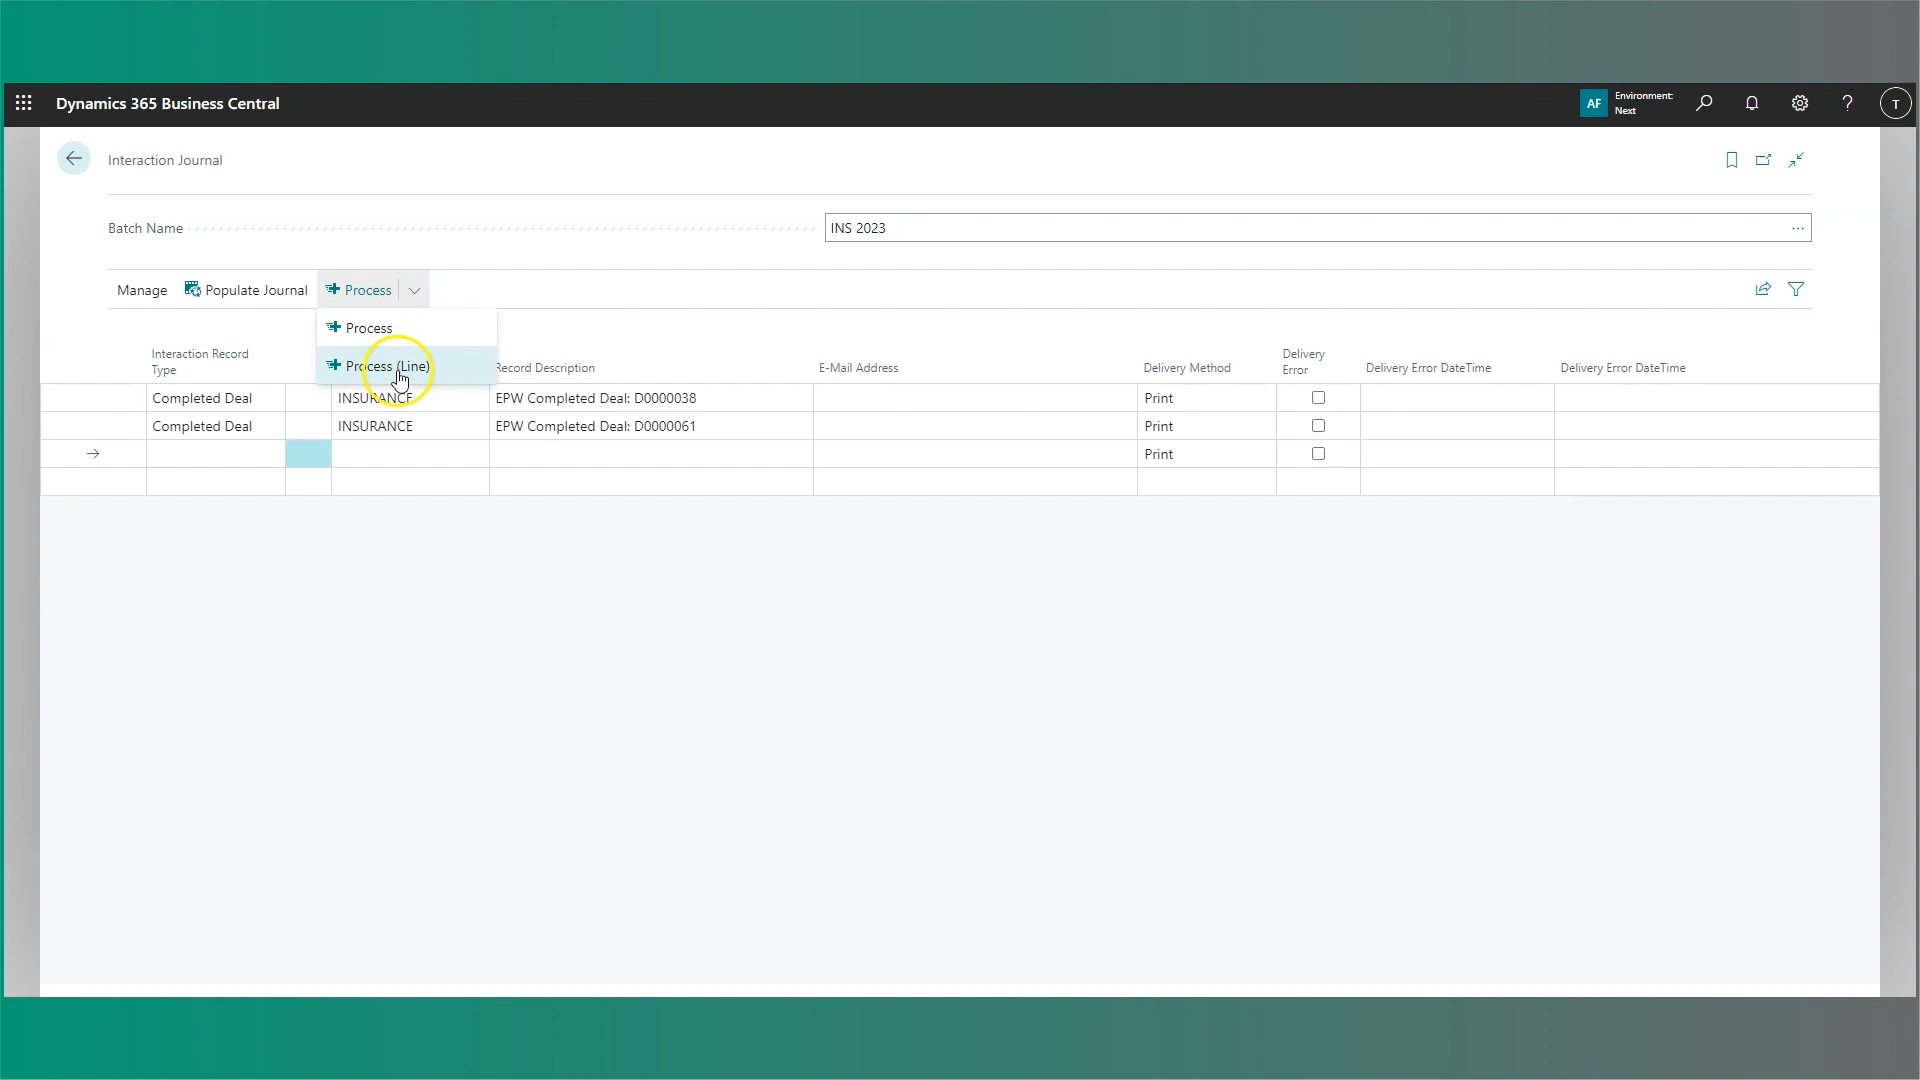 Dynamics 365 Business Central
AF
Environment:
Next
?
T
Interaction Journal
Batch Name
INS 2023
Manage
Populate Journal
Process
Process
Process (Line)
Interaction Record
Type
Record Description
E-Mail Address
Delivery Method
Delivery
Error
Delivery Error DateTime
Delivery Error DateTime
Completed Deal INSURANCE EPW Completed Deal: D0000038 Print
Completed Deal INSURANCE EPW Completed Deal: D0000061 Print
Print